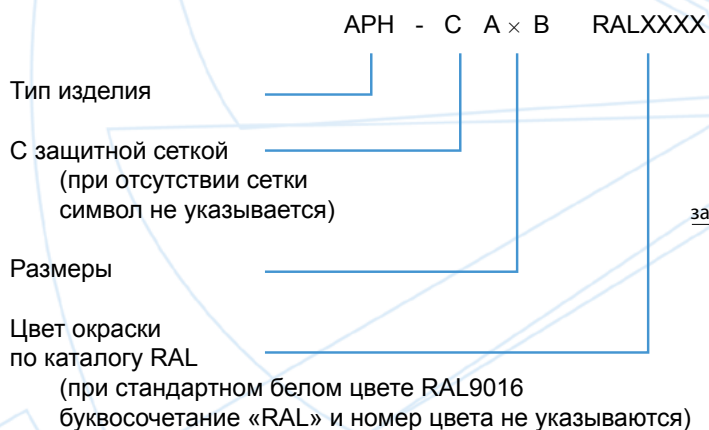 АРН - С А × В RALXXXX
Тип изделия
С защитной сеткой
(при отсутствии сетки
символ не указывается)
за
Размеры
Цвет окраски
по каталогу RAL
(при стандартном белом цвете RAL9016
буквосочетание «RAL» и номер цвета не указываются)